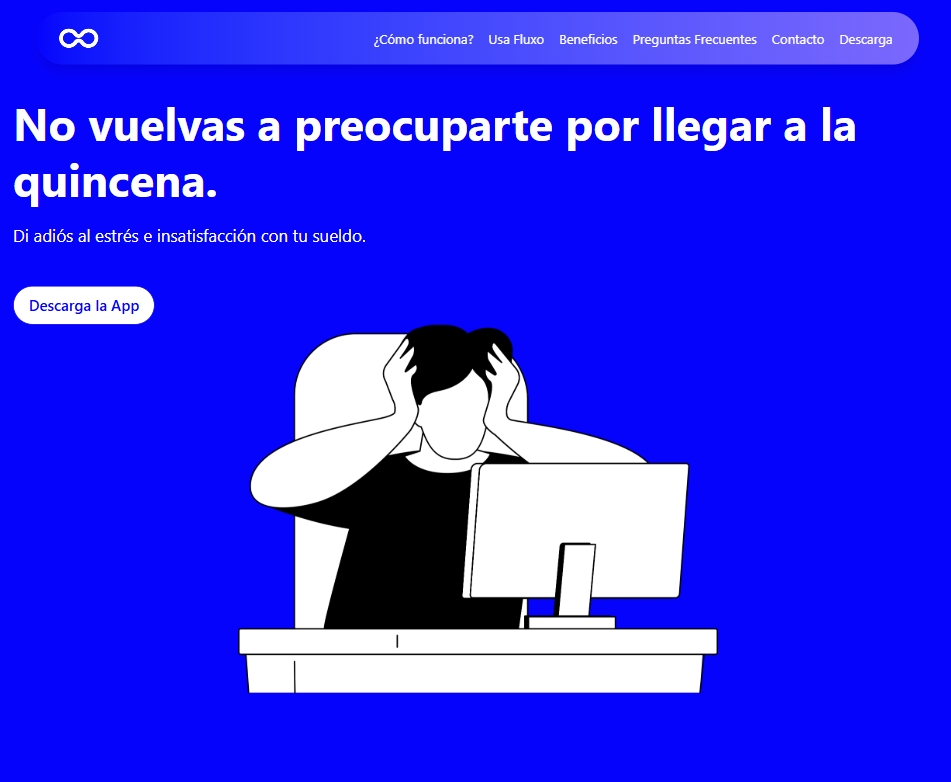 ¿Cómo funciona? Usa Fluxo Beneficios Preguntas Frecuentes Contacto Descarga
No vuelvas a preocuparte por llegar a la
quincena.
Di adiós al estrés e insatisfacción con tu sueldo.
Descarga la App